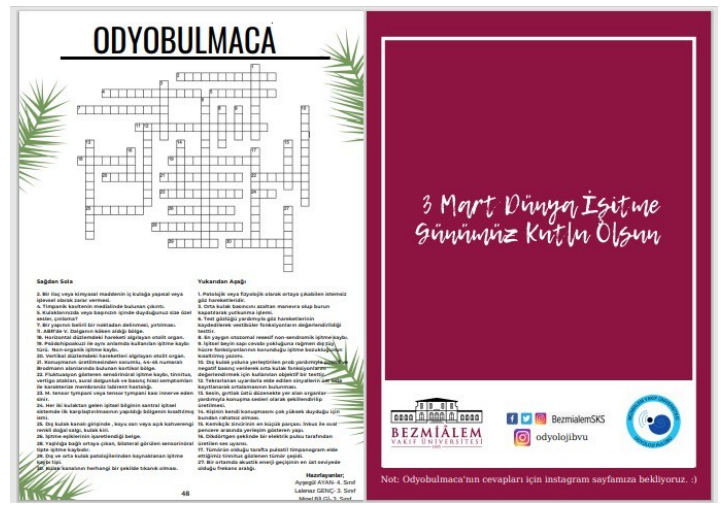 ODYOBULMACA
Sağdan Sola
2. Bir ilaç veya kimyasal maddenin iç kulağa yapısal veya
işlevsel olarak zarar vermesi.
4. Timpanik kavitenin medialinde bulunan çıkıntı.
5. Kulaklarınızda veya başınızın içinde duyduğunuz size özel
sesler, çınlama?
7. Bir yapının belirli bir noktadan delinmesi, yırtılması.
11. ABR'de V. Dalganın köken aldığı bölge.
18. Horizontal düzlemdeki hareketi algılayan otolit organ.
19. Psödohipoakuzi ile aynı anlamda kullanılan işitme kaybı
türü. Non-organik işitme kaybı.
20. Vertikal düzlemdeki hareketleri algılayan otolit organ.
21. Konuşmanın üretilmesinden sorumlu, 44-45 numaralı
Brodmann alanlarında bulunan kortikal bölge.
22. Fluktuasyon gösteren sensörinöral işitme kaybı, tinnitus,
vertigo atakları, aural dolgunluk ve basınç hissi semptomları
ile karakterize membranöz labirent hastalığı.
23. M. tensor tympani veya tensor tympani kası innerve eden
sinir.
24. Her iki kulaktan gelen işitsel bilginin santral işitsel
sistemde ilk karşılaştırmasının yapıldığı bölgenin kısaltılmış
ismi.
25. Dış kulak kanalı girişinde , koyu sarı veya açık kahverengi
renkli doğal salgı, kulak kiri.
26. İşitme eşiklerinin işaretlendiği belge.
28. Yaşlılığa bağlı ortaya çıkan, bilateral görülen sensorinöral
tipte işitme kaybıdır.
29. Dış ve orta kulak patolojilerinden kaynaklanan işitme
kaybı tipi.
30. Kulak kanalının herhangi bir şekilde tıkanık olması.
Yukarıdan Aşağı
1. Patolojik veya fizyolojik olarak ortaya çıkabilen istemsiz
göz hareketleridir.
3. Orta kulak basıncını azaltan manevra olup burun
kapatılarak yutkunma işlemi.
6. Test gözlüğü yardımıyla göz hareketlerinin
kaydedilerek vestibüler fonksiyonların değerlendirildiği
testtir.
8. En yaygın otozomal resesif non-sendromik işitme kaybı.
9. İşitsel beyin sapı cevabı yokluğuna rağmen dış tüy
hücre fonksiyonlarının korunduğu işitme bozukluğunun
kısaltılmış yazımı.
10. Dış kulak yoluna yerleştirilen prob yardımıyla pozitif ve
negatif basınç verilerek orta kulak fonksiyonlarını
değerlendirmek için kullanılan objektif bir testtir.
12. Tekrarlanan uyaranlarla elde edilen sinyallerin üst üste
kayıtlanarak ortalamasının bulunması.
13. Sesin, gırtlak üstü düzenekte yer alan organlar
yardımıyla konuşma sesleri olarak şekillendirilip
üretilmesi.
14. Kişinin kendi konuşmasını çok yüksek duyduğu için
bundan rahatsız olması.
15. Kemikçik zincirinin en küçük parçası. İnkus ile oval
pencere arasında yerleşim gösteren yapı.
16. Dikdörtgen şeklinde bir elektrik pulsu tarafından
üretilen ses uyarısı.
17. Tümörün olduğu tarafta pulsatil timpanogram elde
ettiğimiz tinnitus gözlenen tümör çeşidi.
27. Bir ortamda akustik enerji geçişinin en üst seviyede
olduğu frekans aralığı.
Hazırlayanlar;
Ayşegül AYAN- 4. Sınıf
Lalenaz GENÇ- 3. Sınıf
48
3 Mart Dünya İşitme
Günümüz Kutlu Olsun
BEZMİÂLEM
VAKIF ÜNİVERSİTESİ
BezmialemSKS
odyolojibvu
Not: Odyobulmaca'nın cevapları için instagram sayfamıza bekliyoruz. :)